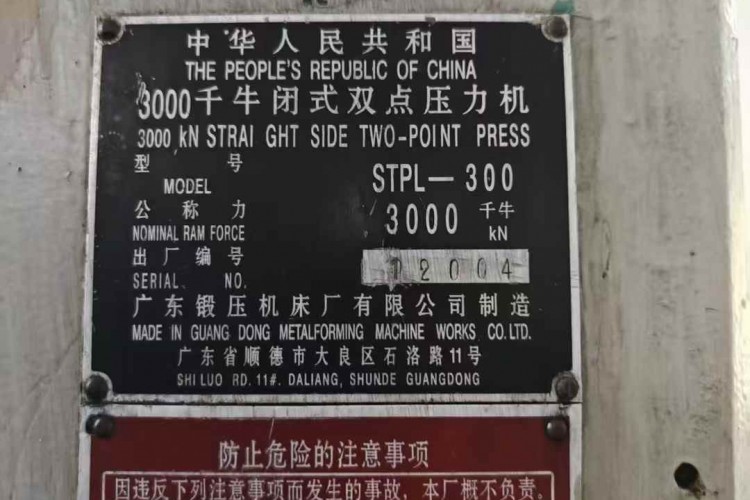 中华人民共和国
THE PEOPLE'S REPUBLIC OF CHINA
3000千牛闭式双点压力机
3000 kN STRAI GHT SIDE TWO-POINT PRESS
型 号
MODEL STPL—300
公 称 力
NOMINAL RAM FORCE 3000 千牛 kN
出 厂 编 号
SERIAL NO. 12004
广东锻压机床厂有限公司制造
MADE IN GUANG DONG METALFORMING MACHINE WORKS CO. LTD.
广东省顺德市大良区石洛路11号
SHI LUO RD. 11#. DALIANG, SHUNDE GUANGDONG
防止危险的注意事项
因违反下列注意事项而发生的事故，本厂概不负责。